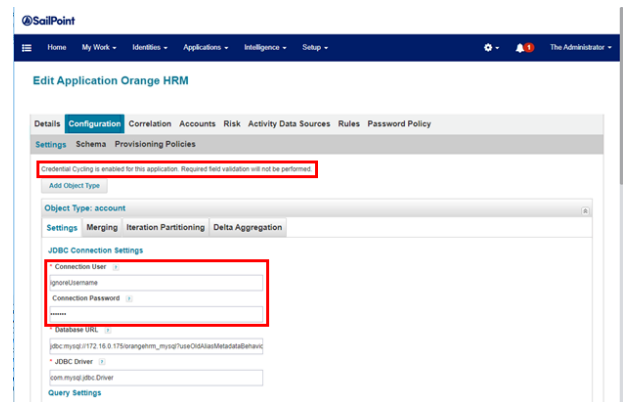 SailPoint
Home My Work Identities Applications Intelligence Setup 1 The Administrator
Edit Application Orange HRM
Details Configuration Correlation Accounts Risk Activity Data Sources Rules Password Policy
Settings Schema Provisioning Policies
Credential Cycling is enabled for this application. Required field validation will not be performed.
Add Object Type
Object Type: account
Settings Merging Iteration Partitioning Delta Aggregation
JDBC Connection Settings
* Connection User ?
ignoreUsername
Connection Password ?
•••••••
* Database URL ?
jdbc:mysql://172.16.0.175/orangehrm_mysql?useOldAliasMetadataBehavic
* JDBC Driver ?
com.mysql.jdbc.Driver
Query Settings